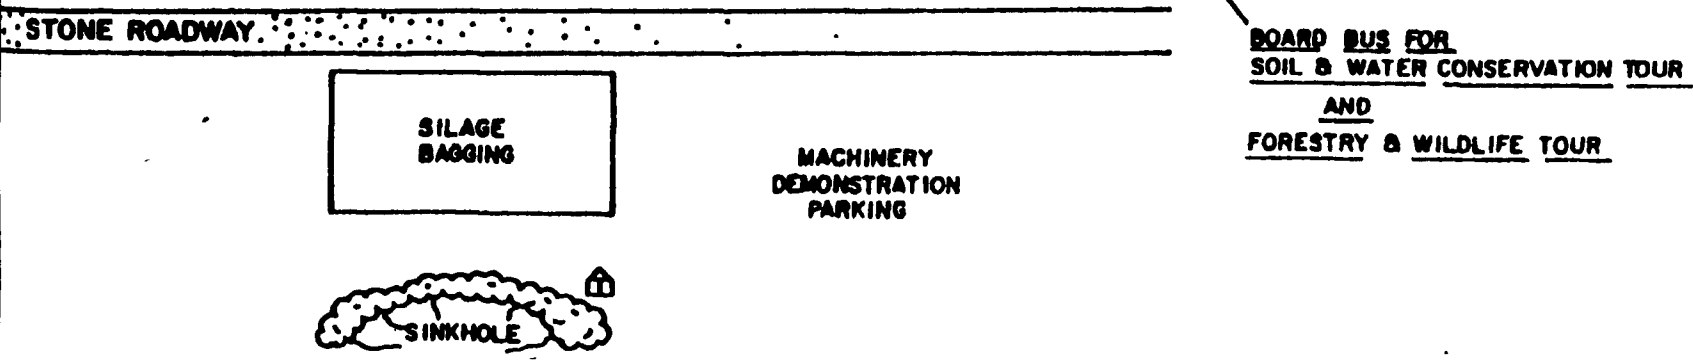 STONE ROADWAY
BOARD BUS FOR
SOIL & WATER CONSERVATION TOUR
AND
FORESTRY & WILDLIFE TOUR
SILAGE
BAGGING
MACHINERY
DEMONSTRATION
PARKING
SINKHOLE